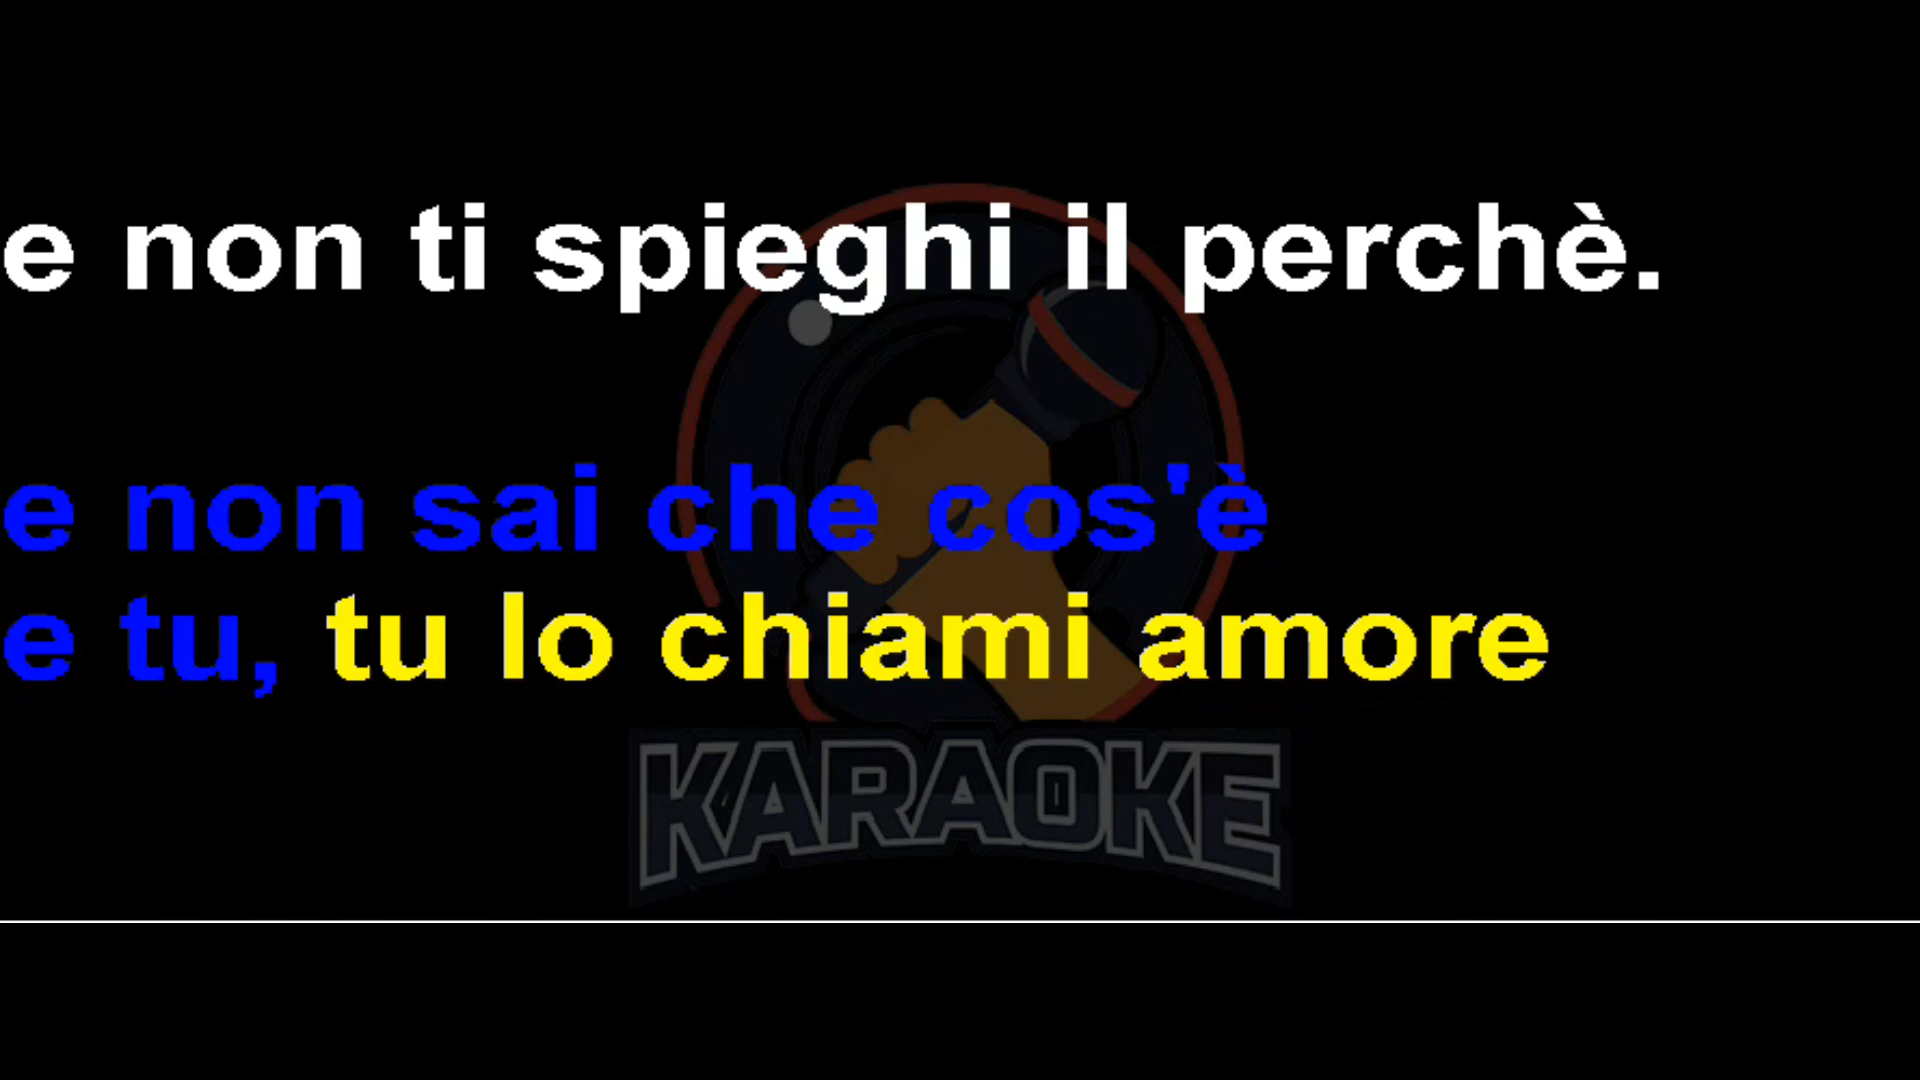 e non ti spieghi il perchè.
e non sai che cos'è
e tu, tu lo chiami amore
KARAOKE